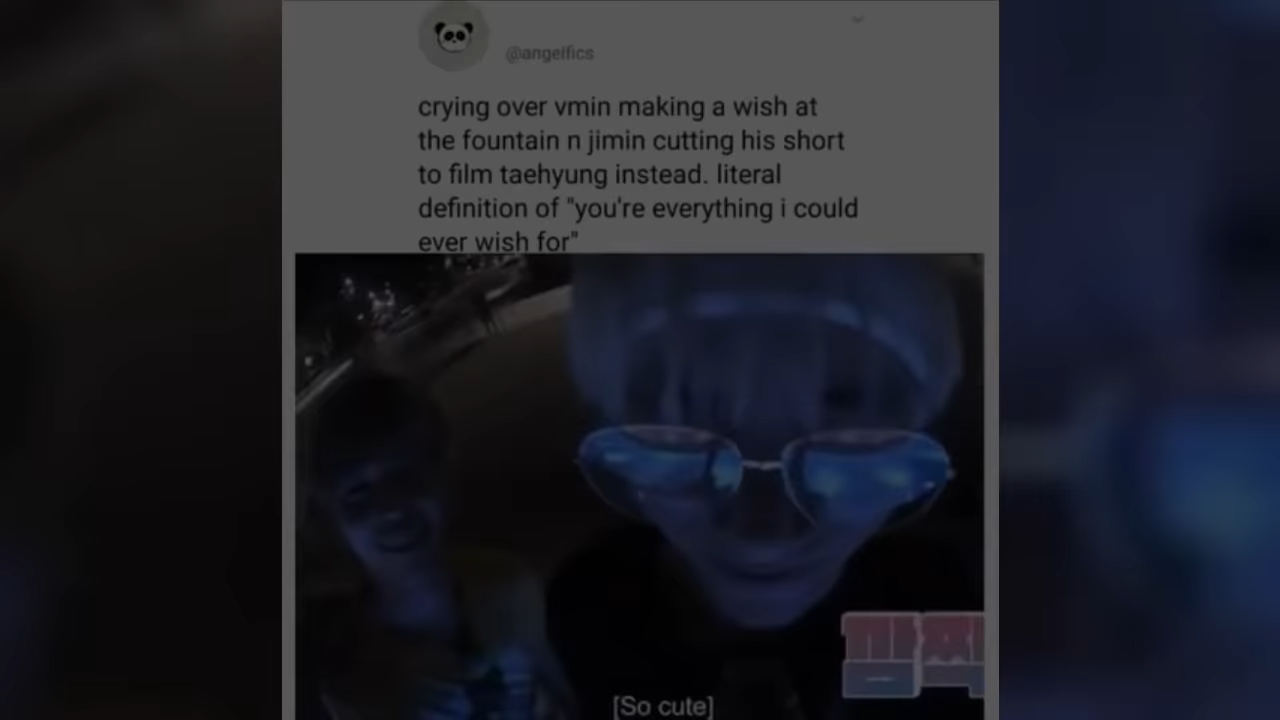 @angelfics
crying over vmin making a wish at
the fountain n jimin cutting his short
to film taehyung instead. literal
definition of "you're everything i could
ever wish for"
[So cute]